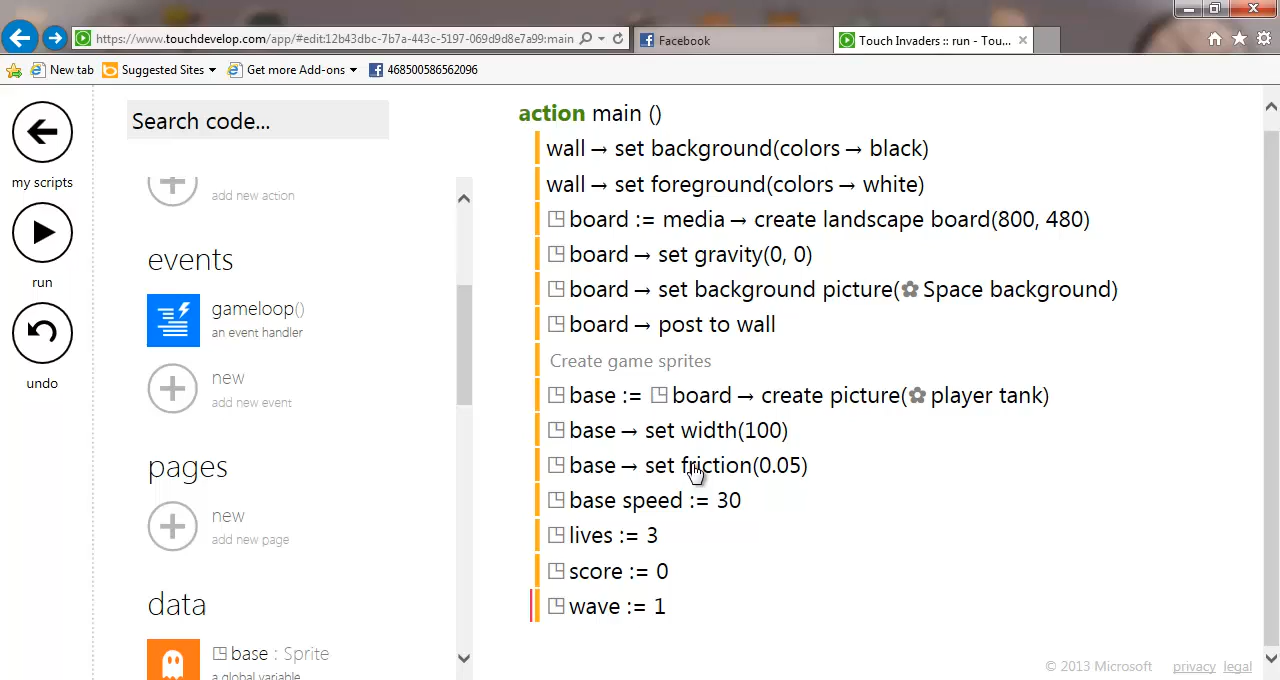 https://www.touchdevelop.com/app/#edit:12b43dbc-7b7a-443c-5197-069d9d8e7a99:main
Facebook
Touch Invaders :: run - Tou...
New tab
Suggested Sites
Get more Add-ons
468500586562096
my scripts
run
undo
Search code...
add new action
events
gameloop()
an event handler
new
add new event
pages
new
add new page
data
base : Sprite
a global variable
action main ()
wall → set background(colors → black)
wall → set foreground(colors → white)
board := media → create landscape board(800, 480)
board → set gravity(0, 0)
board → set background picture(✿ Space background)
board → post to wall
Create game sprites
base := board → create picture(✿ player tank)
base → set width(100)
base → set friction(0.05)
base speed := 30
lives := 3
score := 0
wave := 1
© 2013 Microsoft privacy legal